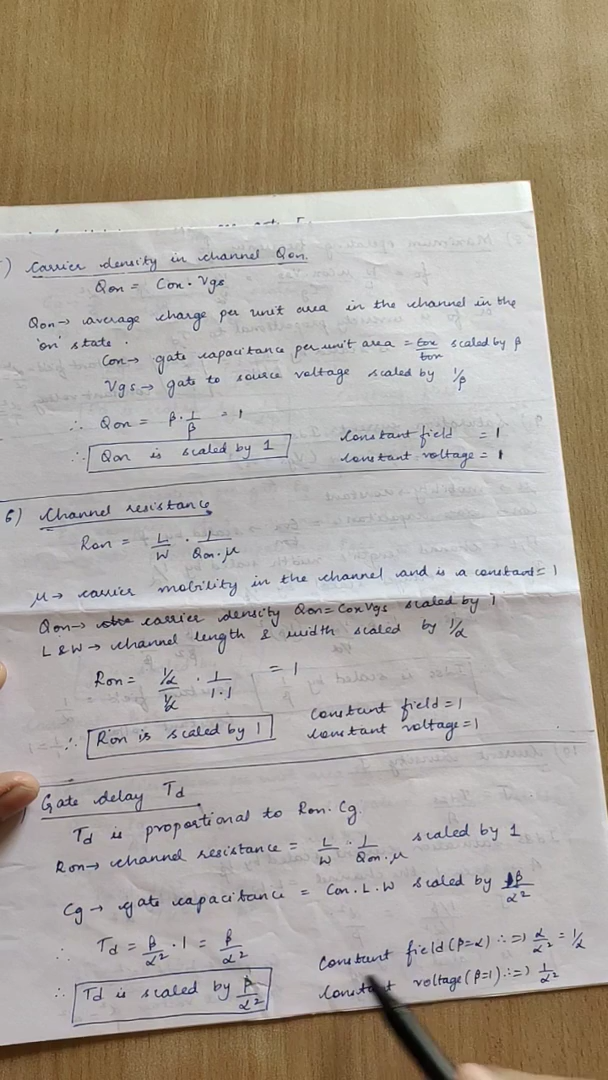 5) Carrier density in channel Qon.
Qon = Cox . Vgs
Qon → average charge per unit area in the channel in the
'on' state.
Cox → gate capacitance per unit area = εox/tox scaled by β
Vgs → gate to source voltage scaled by 1/β
∴ Qon = β . 1/β = 1
∴ Qon is scaled by 1
Constant field = 1
Constant voltage = 1
6) Channel resistance
Ron = L/W . 1/Qon.μ
μ → carrier mobility in the channel and is a constant = 1
Qon → carrier density Qon = Cox Vgs scaled by 1
L & W → channel length & width scaled by 1/α
Ron = 1/α / 1/α . 1/1.1 = 1
∴ Ron is scaled by 1
Constant field = 1
Constant voltage = 1
Gate delay Td
Td is proportional to Ron . Cg
Ron → channel resistance = L/W . 1/Qon.μ scaled by 1
Cg → gate capacitance = Cox . L . W scaled by β/α²
∴ Td = β/α² . 1 = β/α²
∴ Td is scaled by β/α²
Constant field (β=α) ∴ ⇒ α/α² = 1/α
Constant voltage (β=1) ∴ ⇒ 1/α²